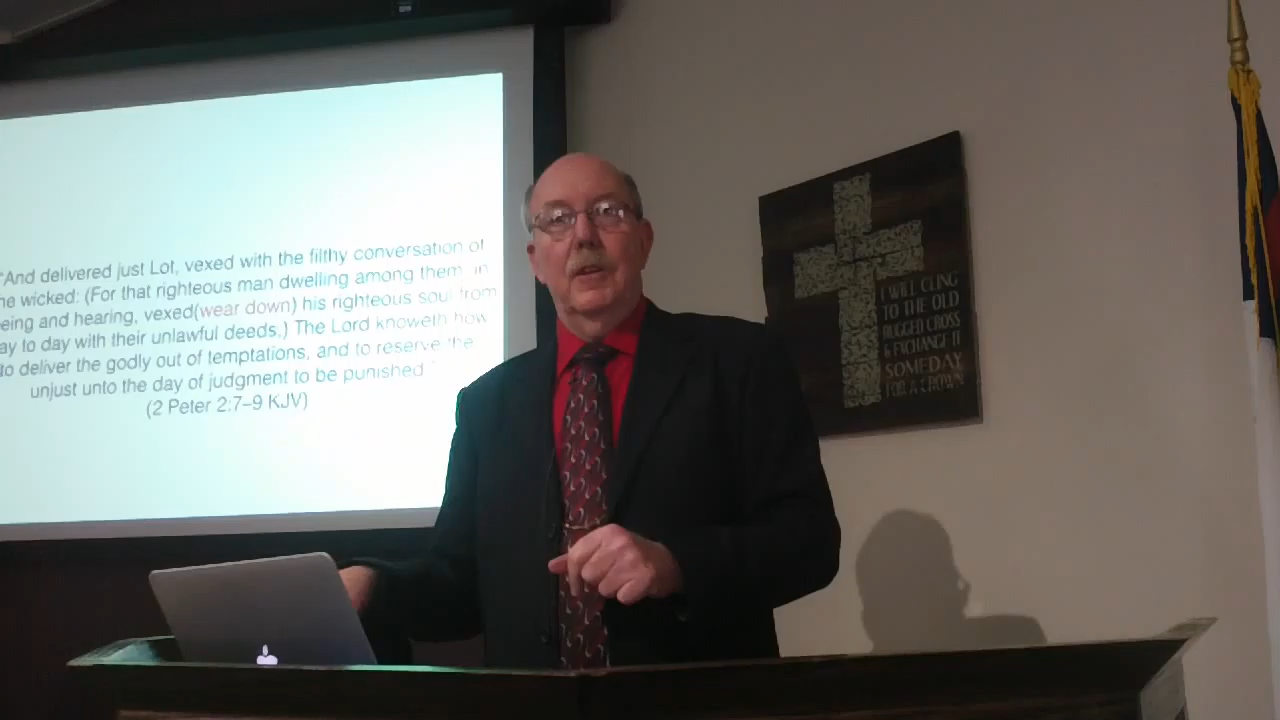 "And delivered just Lot, vexed with the filthy conversation of
he wicked: (For that righteous man dwelling among them, in
eeing and hearing, vexed(wear down) his righteous soul from
ay to day with their unlawful deeds;) The Lord knoweth how
to deliver the godly out of temptations, and to reserve the
unjust unto the day of judgment to be punished:"
(2 Peter 2:7–9 KJV)
I WILL CLING
TO THE OLD
RUGGED CROSS
& EXCHANGE IT
SOMEDAY
FOR A CROWN